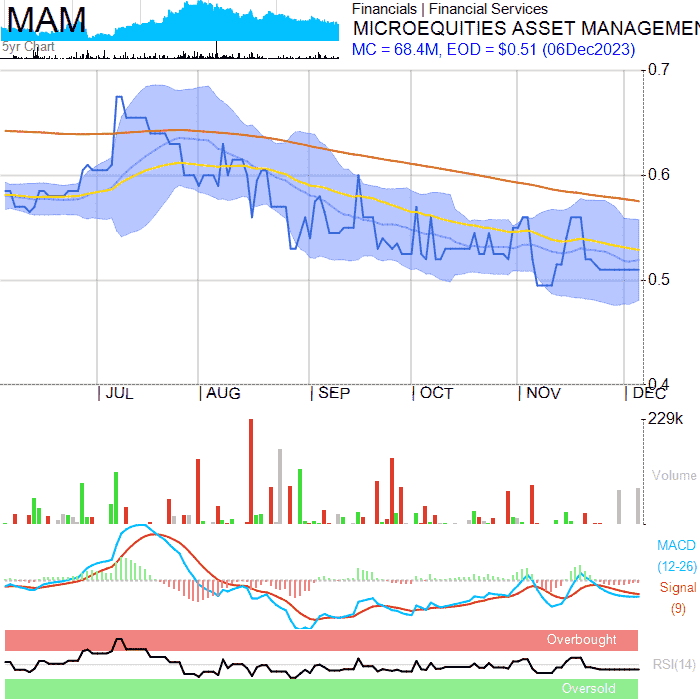 MAM
5yr Chart
Financials | Financial Services
MICROEQUITIES ASSET MANAGEMEN
MC = 68.4M, EOD = $0.51 (06Dec2023)
0.7
0.6
0.5
0.4
| JUL | AUG | SEP | OCT | NOV | DEC
229k
Volume
MACD
(12-26)
Signal
(9)
Overbought
RSI(14)
Oversold